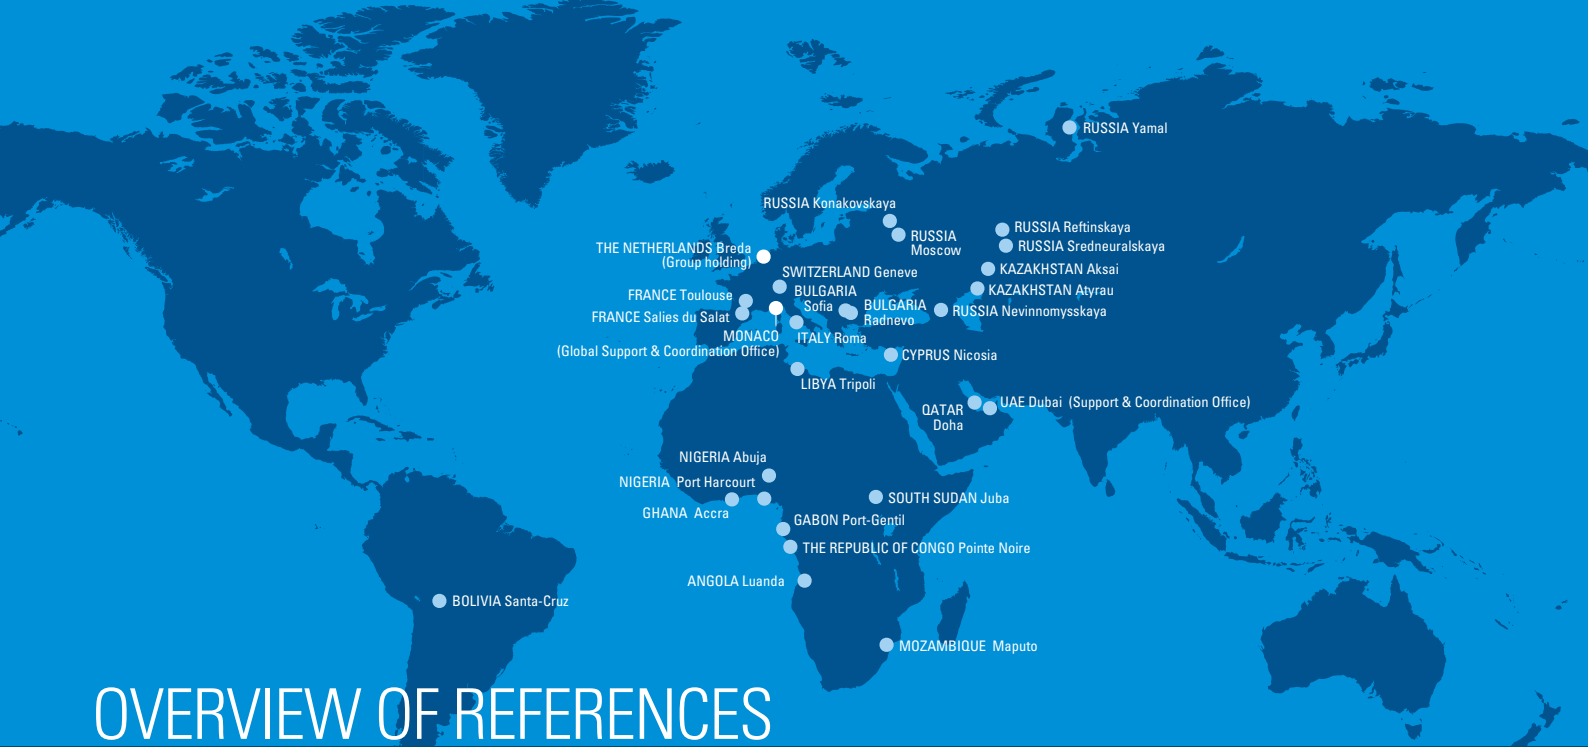 RUSSIA Yamal
RUSSIA Konakovskaya
RUSSIA Reftinskaya
RUSSIA
Moscow
RUSSIA Sredneuralskaya
THE NETHERLANDS Breda
(Group holding)
KAZAKHSTAN Aksai
SWITZERLAND Geneve
KAZAKHSTAN Atyrau
BULGARIA
Sofia
FRANCE Toulouse
BULGARIA
Radnevo
RUSSIA Nevinnomysskaya
FRANCE Salies du Salat
MONACO
(Global Support & Coordination Office)
ITALY Roma
CYPRUS Nicosia
LIBYA Tripoli
UAE Dubai (Support & Coordination Office)
QATAR
Doha
NIGERIA Abuja
NIGERIA Port Harcourt
SOUTH SUDAN Juba
GHANA Accra
GABON Port-Gentil
THE REPUBLIC OF CONGO Pointe Noire
ANGOLA Luanda
BOLIVIA Santa-Cruz
MOZAMBIQUE Maputo
OVERVIEW OF REFERENCES